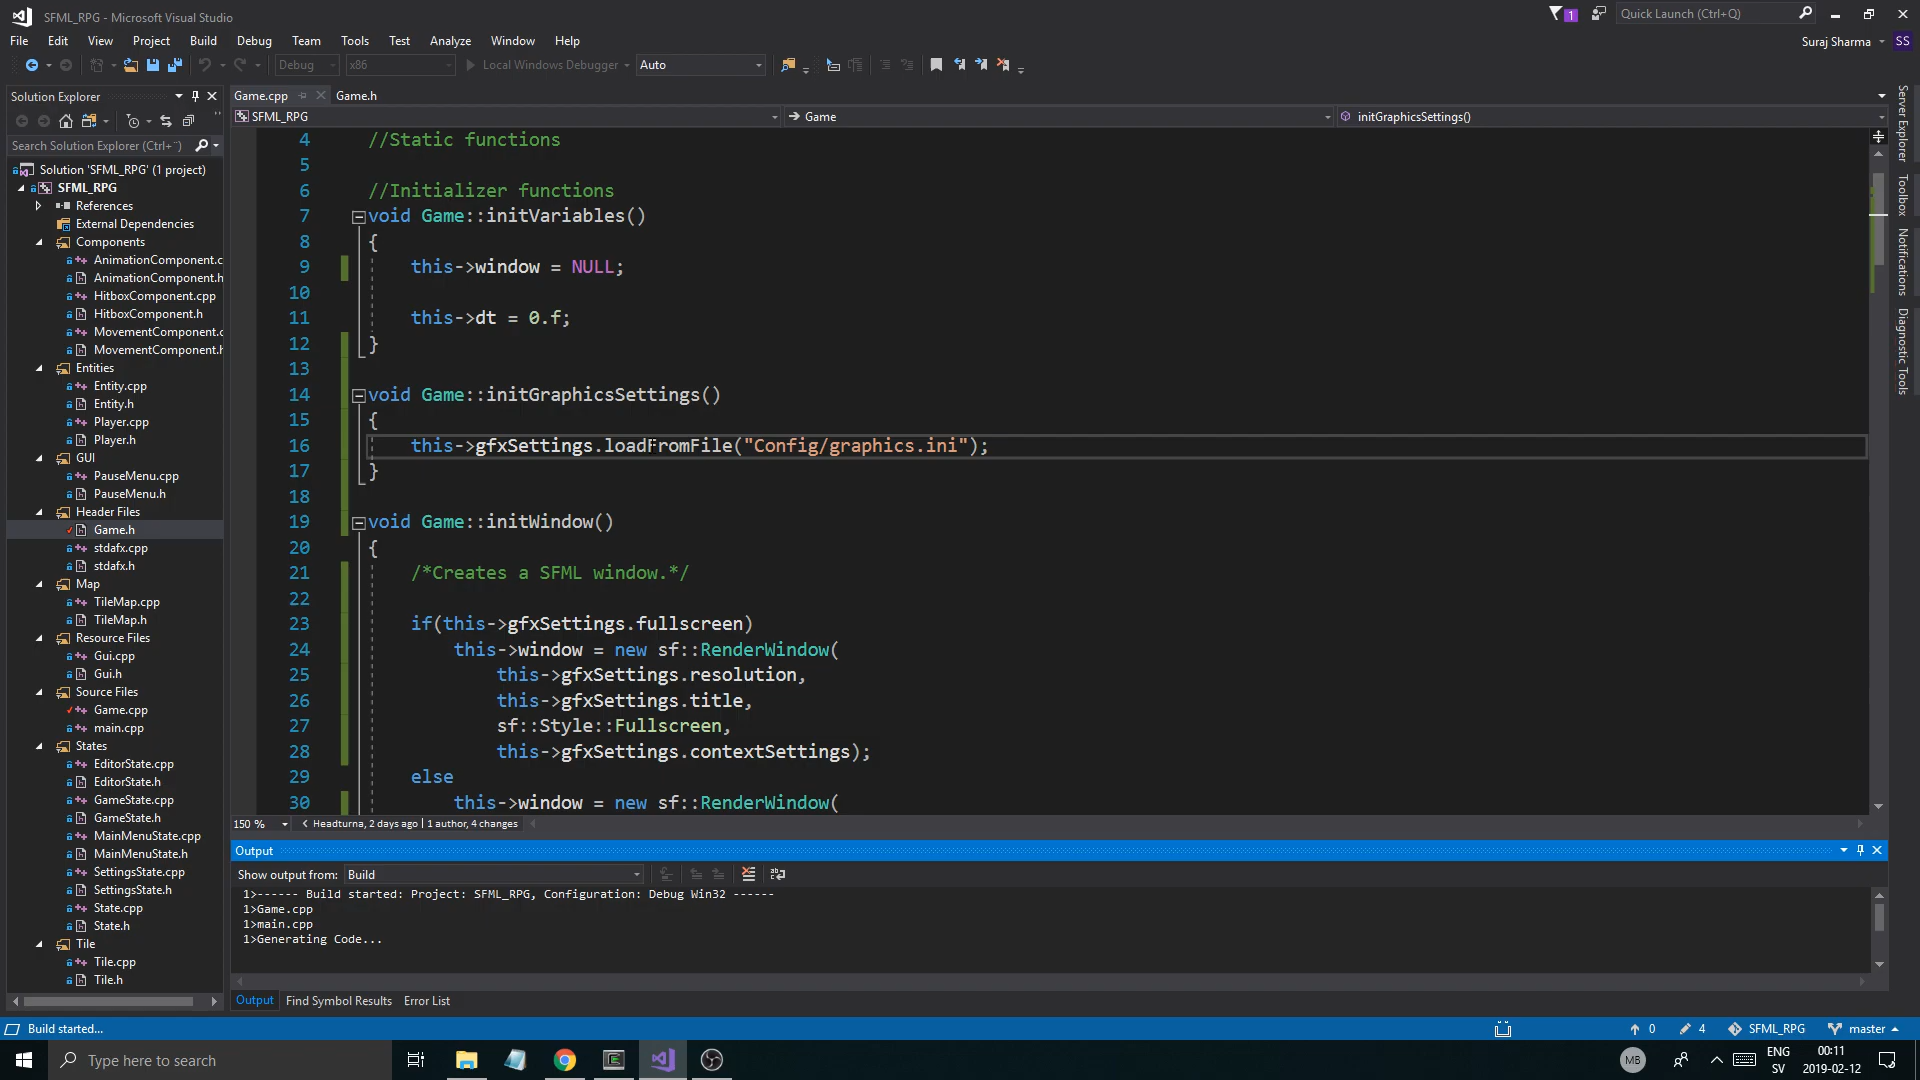 SFML_RPG - Microsoft Visual Studio
1
Quick Launch (Ctrl+Q)
File Edit View Project Build Debug Team Tools Test Analyze Window Help
Suraj Sharma
SS
Debug x86 Local Windows Debugger Auto
Solution Explorer
Search Solution Explorer (Ctrl+¨)
Solution 'SFML_RPG' (1 project)
SFML_RPG
References
External Dependencies
Components
AnimationComponent.c
AnimationComponent.h
HitboxComponent.cpp
HitboxComponent.h
MovementComponent.c
MovementComponent.h
Entities
Entity.cpp
Entity.h
Player.cpp
Player.h
GUI
PauseMenu.cpp
PauseMenu.h
Header Files
Game.h
stdafx.cpp
stdafx.h
Map
TileMap.cpp
TileMap.h
Resource Files
Gui.cpp
Gui.h
Source Files
Game.cpp
main.cpp
States
EditorState.cpp
EditorState.h
GameState.cpp
GameState.h
MainMenuState.cpp
MainMenuState.h
SettingsState.cpp
SettingsState.h
State.cpp
State.h
Tile
Tile.cpp
Tile.h
Game.cpp Game.h
SFML_RPG Game initGraphicsSettings()
4 //Static functions
5
6 //Initializer functions
7 void Game::initVariables()
8 {
9 this->window = NULL;
10
11 this->dt = 0.f;
12 }
13
14 void Game::initGraphicsSettings()
15 {
16 this->gfxSettings.loadFromFile("Config/graphics.ini");
17 }
18
19 void Game::initWindow()
20 {
21 /*Creates a SFML window.*/
22
23 if(this->gfxSettings.fullscreen)
24 this->window = new sf::RenderWindow(
25 this->gfxSettings.resolution,
26 this->gfxSettings.title,
27 sf::Style::Fullscreen,
28 this->gfxSettings.contextSettings);
29 else
30 this->window = new sf::RenderWindow(
150 % Headturna, 2 days ago | 1 author, 4 changes
Output
Show output from: Build
1>------ Build started: Project: SFML_RPG, Configuration: Debug Win32 ------
1>Game.cpp
1>main.cpp
1>Generating Code...
Output Find Symbol Results Error List
Server Explorer
Toolbox
Notifications
Diagnostic Tools
Build started...
0 4 SFML_RPG master
Type here to search
MB
ENG
SV
00:11
2019-02-12